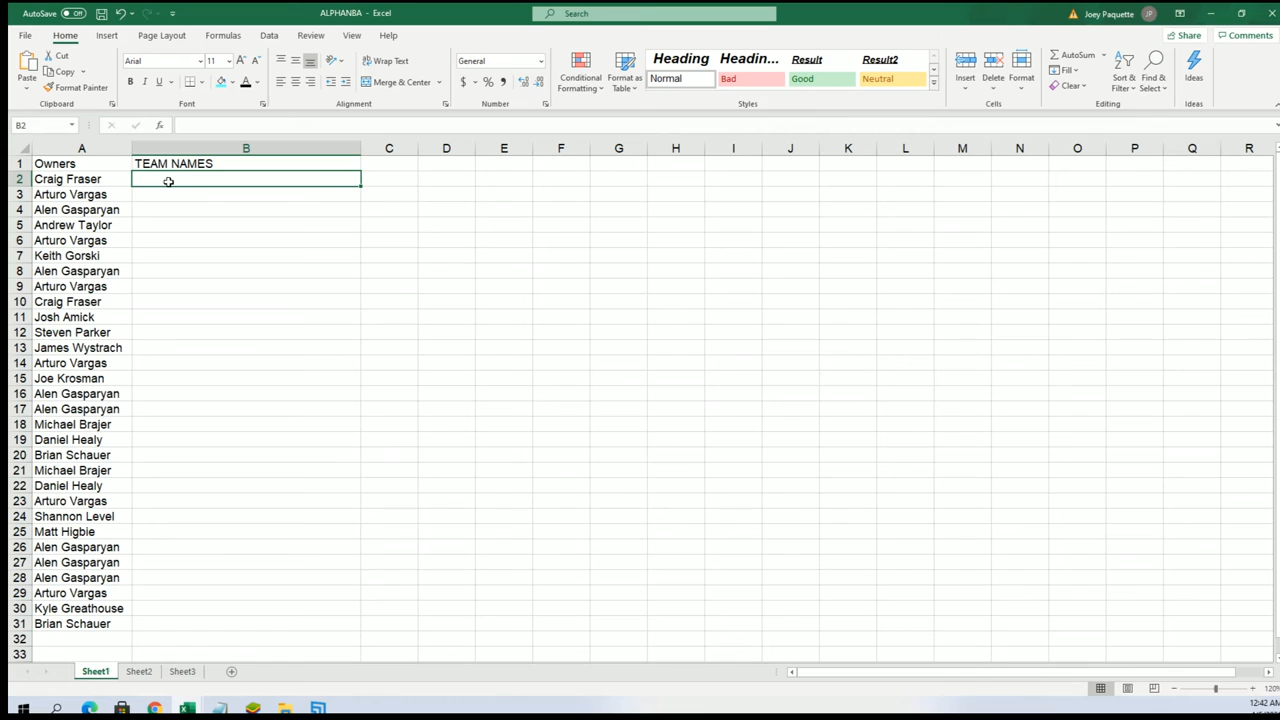 AutoSave Off ALPHANBA - Excel Search Joey Paquette JP
File Home Insert Page Layout Formulas Data Review View Help Share Comments
Paste Cut Copy Format Painter Clipboard
Arial 11 A A B I U A Font
Wrap Text Merge & Center Alignment
General $ % Number
Conditional Formatting Format as Table
Heading Headin... Result Result2
Normal Bad Good Neutral
Styles
Insert Delete Format Cells
AutoSum Fill Clear Sort & Filter Find & Select Editing
Ideas Ideas
B2 fx
A B C D E F G H I J K L M N O P Q R
1 Owners TEAM NAMES
2 Craig Fraser
3 Arturo Vargas
4 Alen Gasparyan
5 Andrew Taylor
6 Arturo Vargas
7 Keith Gorski
8 Alen Gasparyan
9 Arturo Vargas
10 Craig Fraser
11 Josh Amick
12 Steven Parker
13 James Wystrach
14 Arturo Vargas
15 Joe Krosman
16 Alen Gasparyan
17 Alen Gasparyan
18 Michael Brajer
19 Daniel Healy
20 Brian Schauer
21 Michael Brajer
22 Daniel Healy
23 Arturo Vargas
24 Shannon Level
25 Matt Higbie
26 Alen Gasparyan
27 Alen Gasparyan
28 Alen Gasparyan
29 Arturo Vargas
30 Kyle Greathouse
31 Brian Schauer
32
33
Sheet1 Sheet2 Sheet3
120%
12:42 AM